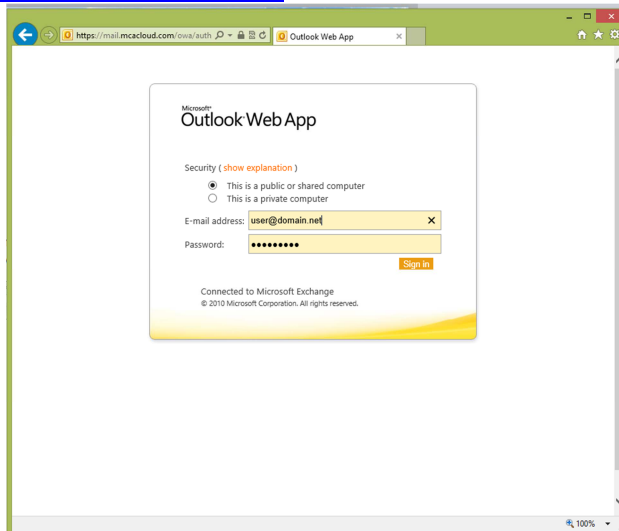 https://mail.mcacloud.com/owa/auth
Outlook Web App
Microsoft®
Outlook Web App
Security ( show explanation )
This is a public or shared computer
This is a private computer
E-mail address: user@domain.net
Password: •••••••••
Sign in
Connected to Microsoft Exchange
© 2010 Microsoft Corporation. All rights reserved.
100%